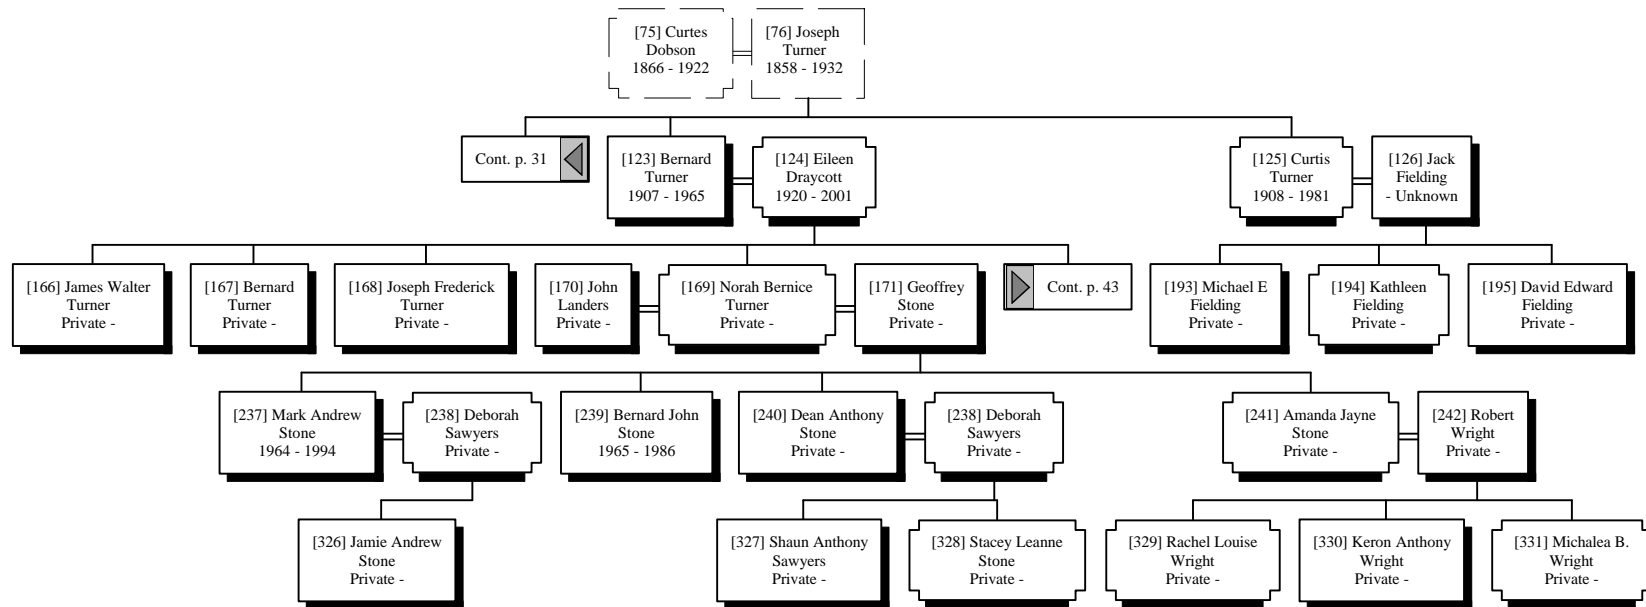 [75] Curtes
Dobson
1866 - 1922
[76] Joseph
Turner
1858 - 1932
Cont. p. 31
[123] Bernard
Turner
1907 - 1965
[124] Eileen
Draycott
1920 - 2001
[125] Curtis
Turner
1908 - 1981
[126] Jack
Fielding
- Unknown
[166] James Walter
Turner
Private -
[167] Bernard
Turner
Private -
[168] Joseph Frederick
Turner
Private -
[170] John
Landers
Private -
[169] Norah Bernice
Turner
Private -
[171] Geoffrey
Stone
Private -
Cont. p. 43
[193] Michael E
Fielding
Private -
[194] Kathleen
Fielding
Private -
[195] David Edward
Fielding
Private -
[237] Mark Andrew
Stone
1964 - 1994
[238] Deborah
Sawyers
Private -
[239] Bernard John
Stone
1965 - 1986
[240] Dean Anthony
Stone
Private -
[238] Deborah
Sawyers
Private -
[241] Amanda Jayne
Stone
Private -
[242] Robert
Wright
Private -
[326] Jamie Andrew
Stone
Private -
[327] Shaun Anthony
Sawyers
Private -
[328] Stacey Leanne
Stone
Private -
[329] Rachel Louise
Wright
Private -
[330] Keron Anthony
Wright
Private -
[331] Michalea B.
Wright
Private -